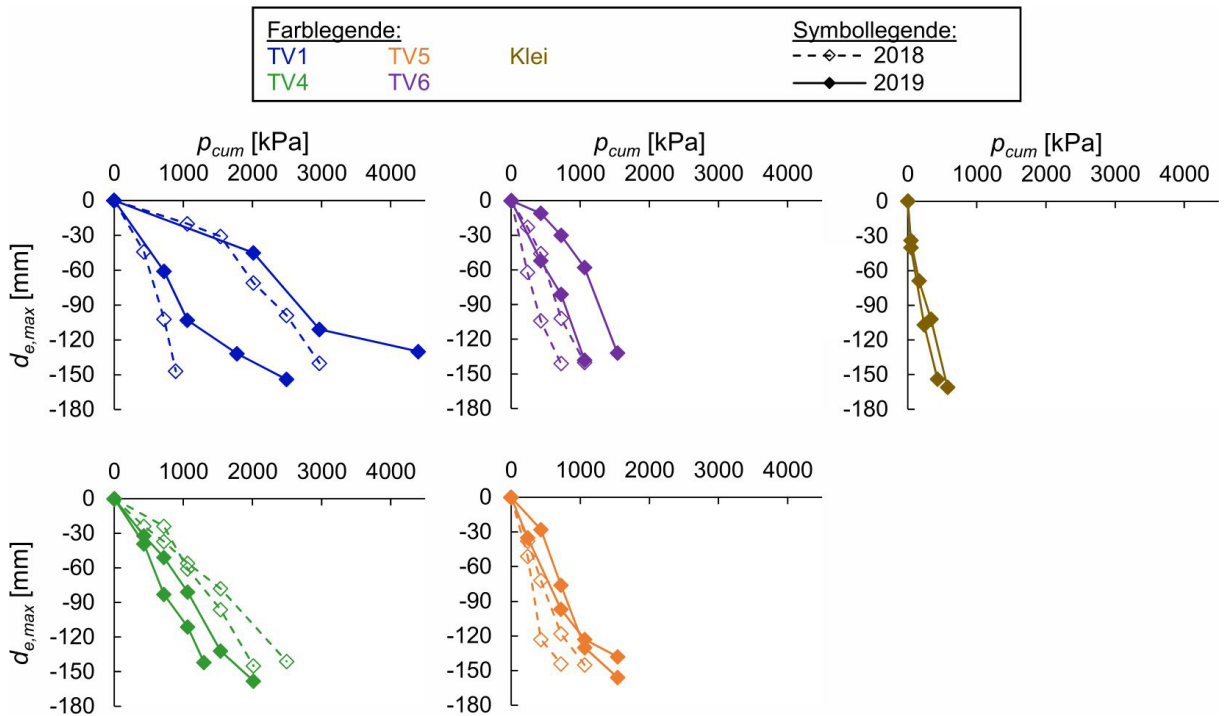 Farblegende:
Symbollegende:
TV1 TV5 Klei 2018
TV4 TV6 2019
p_cum [kPa] p_cum [kPa] p_cum [kPa]
0 1000 2000 3000 4000 0 1000 2000 3000 4000 0 1000 2000 3000 4000
0 0 0
-30 -30 -30
-60 -60 -60
-90 -90 -90
-120 -120 -120
-150 -150 -150
-180 -180 -180
d_e,max [mm]
0 1000 2000 3000 4000 0 1000 2000 3000 4000
0 0
-30 -30
-60 -60
-90 -90
-120 -120
-150 -150
-180 -180
d_e,max [mm]